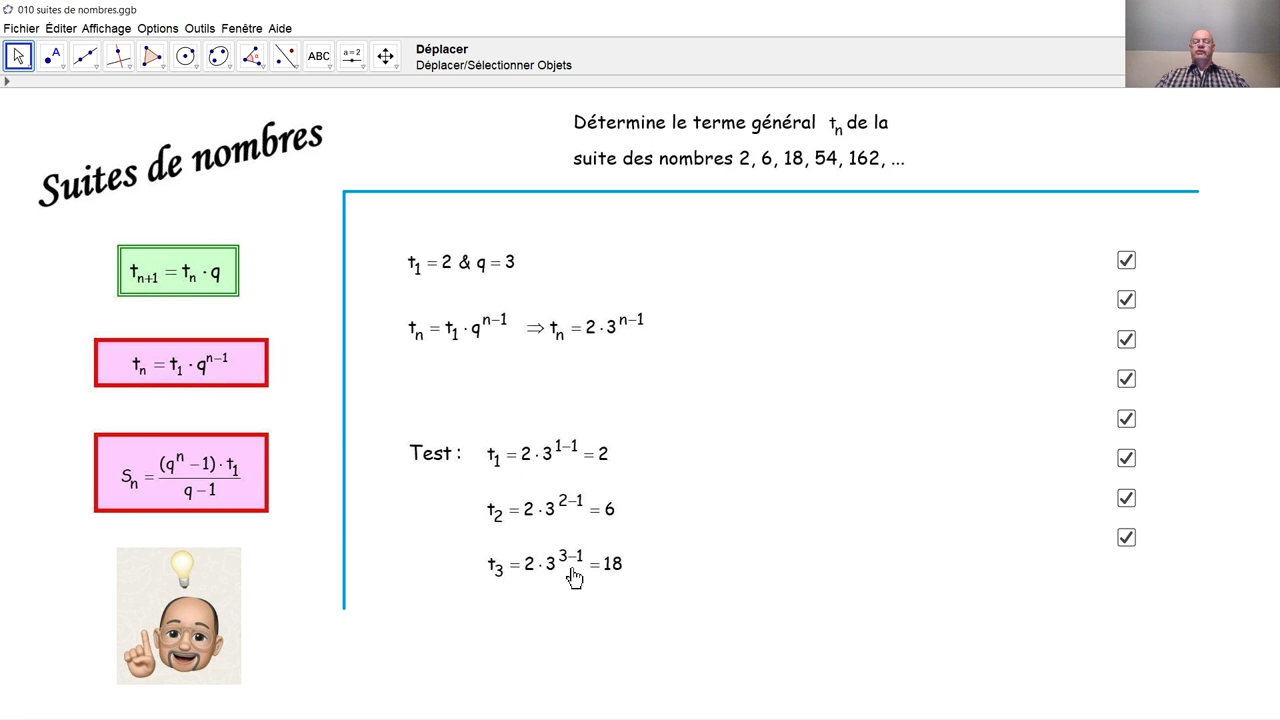 010 suites de nombres.ggb
Fichier Éditer Affichage Options Outils Fenêtre Aide
A ABC a=2
Déplacer
Déplacer/Sélectionner Objets
Suites de nombres
Détermine le terme général tₙ de la
suite des nombres 2, 6, 18, 54, 162, ...
tₙ₊₁ = tₙ · q
tₙ = t₁ · qⁿ⁻¹
Sₙ = (qⁿ − 1) · t₁ / q − 1
t₁ = 2 & q = 3
tₙ = t₁ · qⁿ⁻¹ ⇒ tₙ = 2 · 3ⁿ⁻¹
Test : t₁ = 2 · 3¹⁻¹ = 2
t₂ = 2 · 3²⁻¹ = 6
t₃ = 2 · 3³⁻¹ = 18